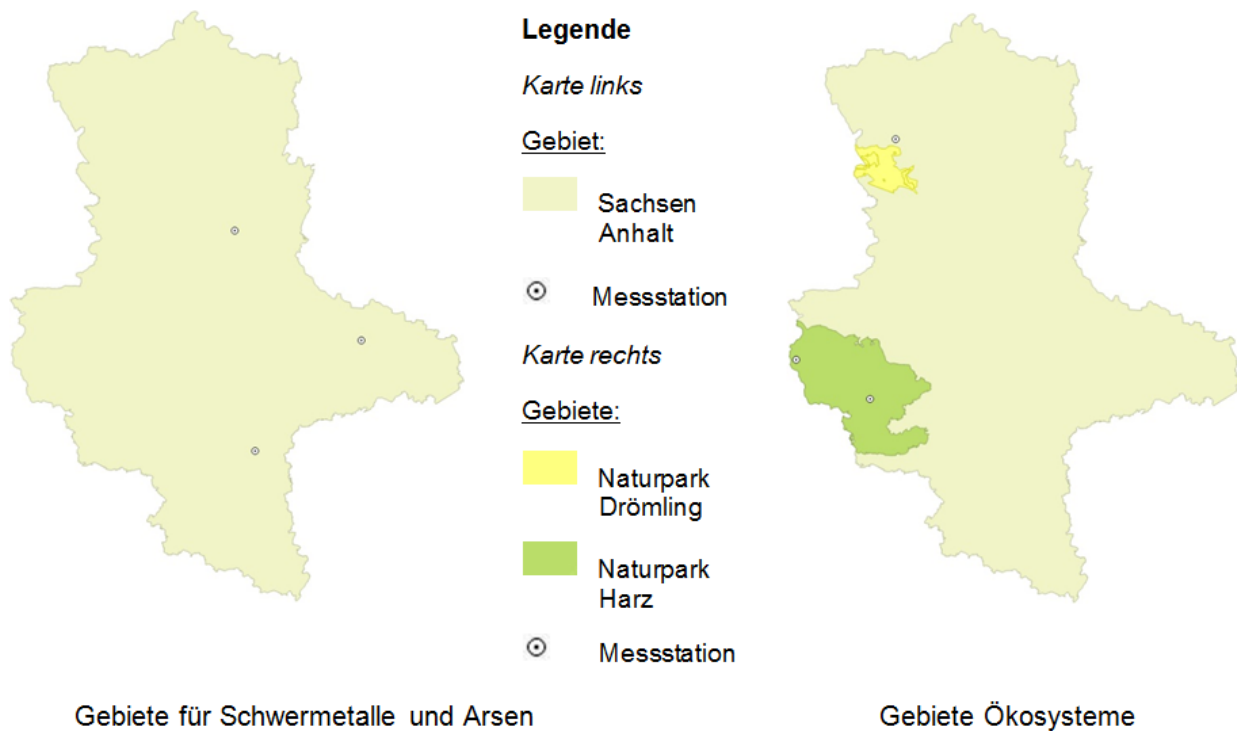 Legende
Karte links
Gebiet:
Sachsen
Anhalt
Messstation
Karte rechts
Gebiete:
Naturpark
Drömling
Naturpark
Harz
Messstation
Gebiete für Schwermetalle und Arsen
Gebiete Ökosysteme